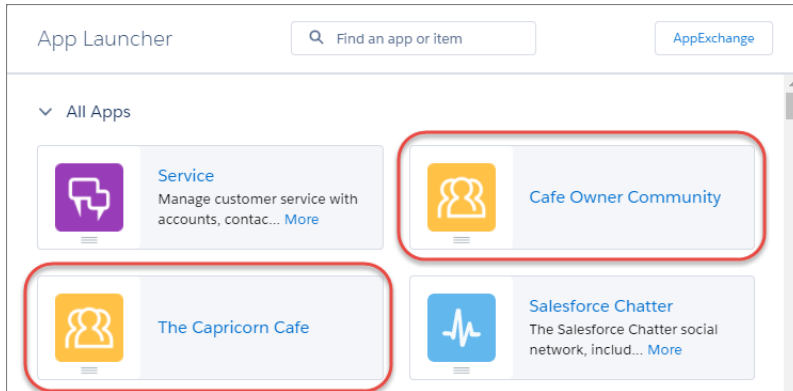 App Launcher
Find an app or item
AppExchange
All Apps
Service
Manage customer service with
accounts, contac... More
Cafe Owner Community
The Capricorn Cafe
Salesforce Chatter
The Salesforce Chatter social
network, includ... More